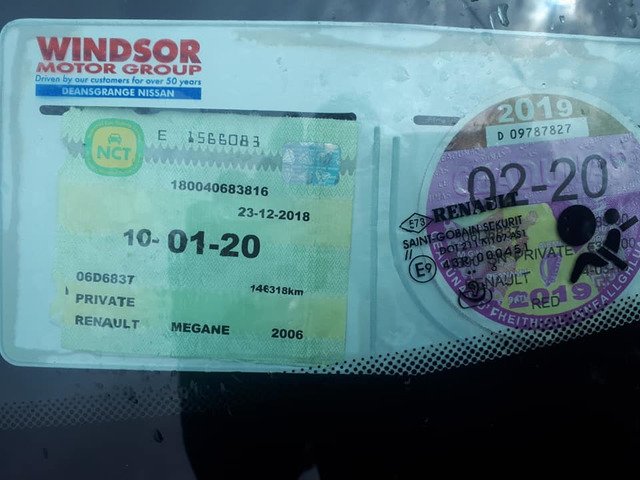 WINDSOR
MOTOR GROUP
Driven by our customers for over 50 years
DEANSGRANGE NISSAN
NCT
E 1566083
180040683816
23-12-2018
10- 01-20
06D6837
146318km
PRIVATE
RENAULT MEGANE 2006
2019
D 09787827
02-20
RENAULT
SAINT-GOBAIN SEKURIT
E9
PRIVATE
RENAULT
RED
2019